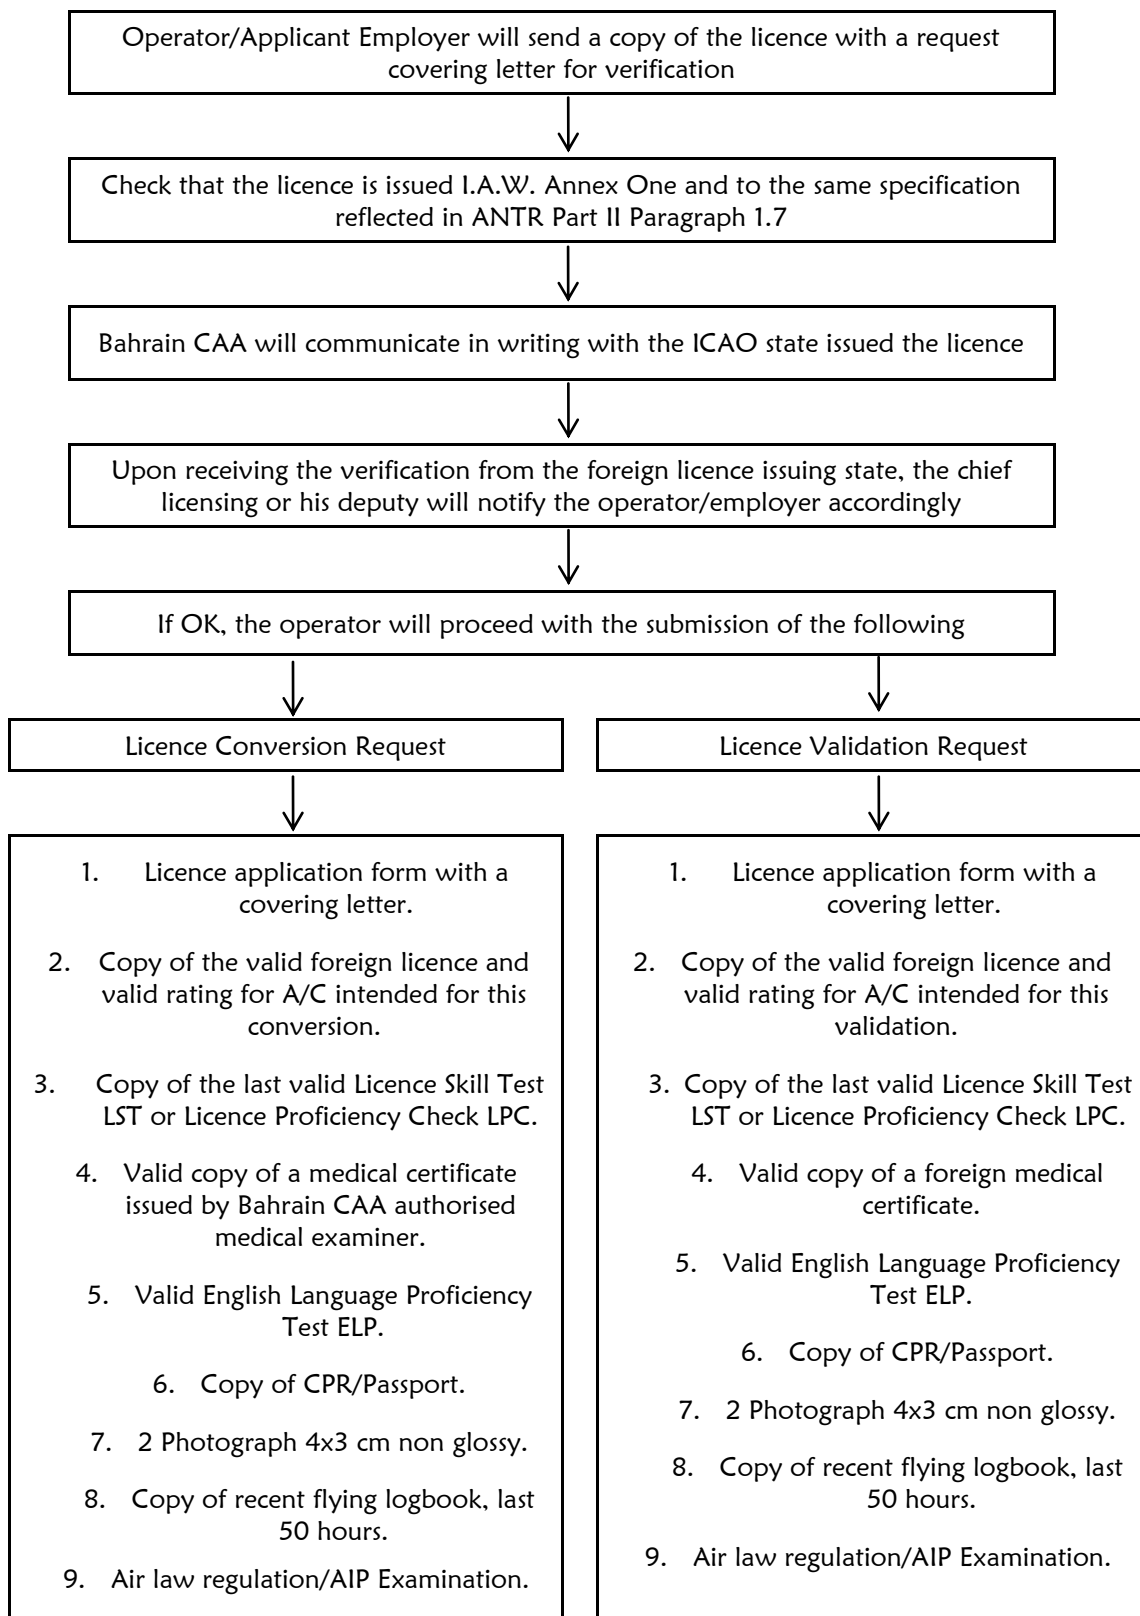 Operator/Applicant Employer will send a copy of the licence with a request
covering letter for verification
Check that the licence is issued I.A.W. Annex One and to the same specification
reflected in ANTR Part II Paragraph 1.7
Bahrain CAA will communicate in writing with the ICAO state issued the licence
Upon receiving the verification from the foreign licence issuing state, the chief
licensing or his deputy will notify the operator/employer accordingly
If OK, the operator will proceed with the submission of the following
Licence Conversion Request
1. Licence application form with a
covering letter.
2. Copy of the valid foreign licence and
valid rating for A/C intended for this
conversion.
3. Copy of the last valid Licence Skill Test
LST or Licence Proficiency Check LPC.
4. Valid copy of a medical certificate
issued by Bahrain CAA authorised
medical examiner.
5. Valid English Language Proficiency
Test ELP.
6. Copy of CPR/Passport.
7. 2 Photograph 4x3 cm non glossy.
8. Copy of recent flying logbook, last
50 hours.
9. Air law regulation/AIP Examination.
Licence Validation Request
1. Licence application form with a
covering letter.
2. Copy of the valid foreign licence and
valid rating for A/C intended for this
validation.
3. Copy of the last valid Licence Skill Test
LST or Licence Proficiency Check LPC.
4. Valid copy of a foreign medical
certificate.
5. Valid English Language Proficiency
Test ELP.
6. Copy of CPR/Passport.
7. 2 Photograph 4x3 cm non glossy.
8. Copy of recent flying logbook, last
50 hours.
9. Air law regulation/AIP Examination.